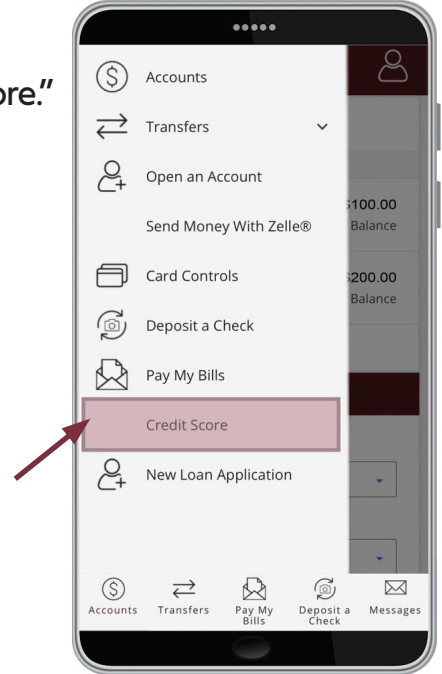 ore."
Accounts
Transfers
Open an Account
Send Money With Zelle®
$100.00
Balance
Card Controls
$200.00
Balance
Deposit a Check
Pay My Bills
Credit Score
New Loan Application
Accounts
Transfers
Pay My
Bills
Deposit a
Check
Messages